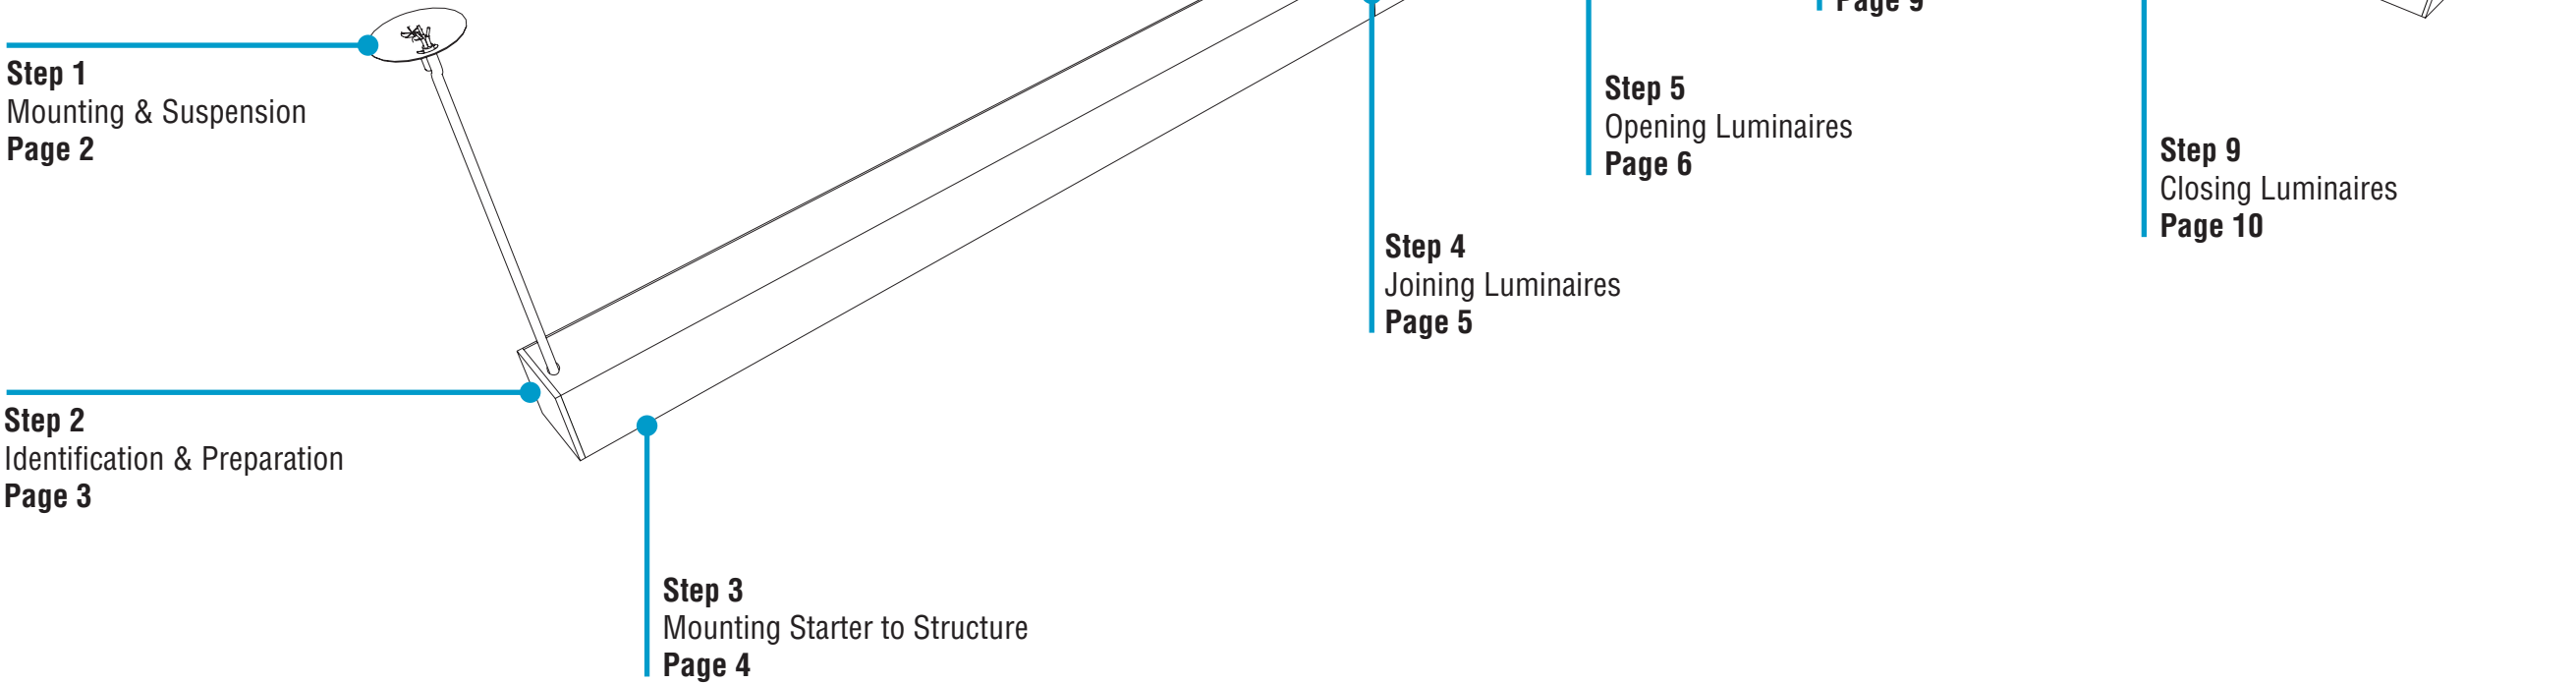 Page 9
Step 1
Mounting & Suspension
Page 2
Step 5
Opening Luminaires
Page 6
Step 9
Closing Luminaires
Page 10
Step 4
Joining Luminaires
Page 5
Step 2
Identification & Preparation
Page 3
Step 3
Mounting Starter to Structure
Page 4